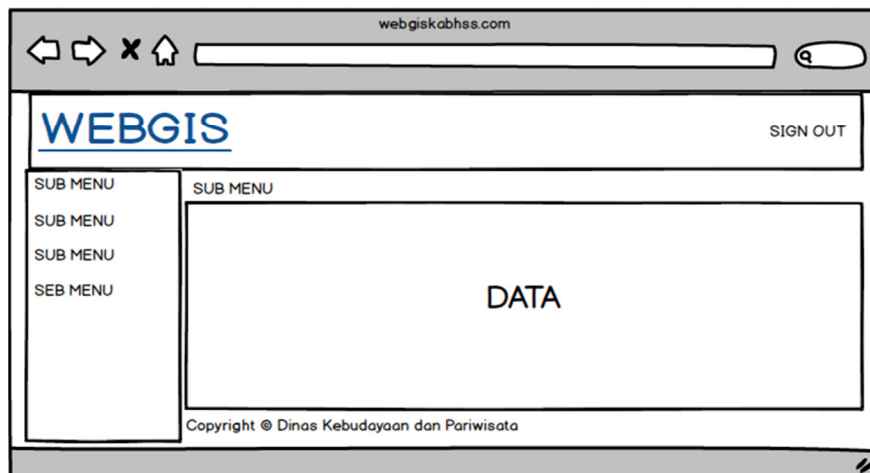 webgiskabhss.com
WEBGIS
SIGN OUT
SUB MENU
SUB MENU
SUB MENU
SEB MENU
SUB MENU
DATA
Copyright © Dinas Kebudayaan dan Pariwisata